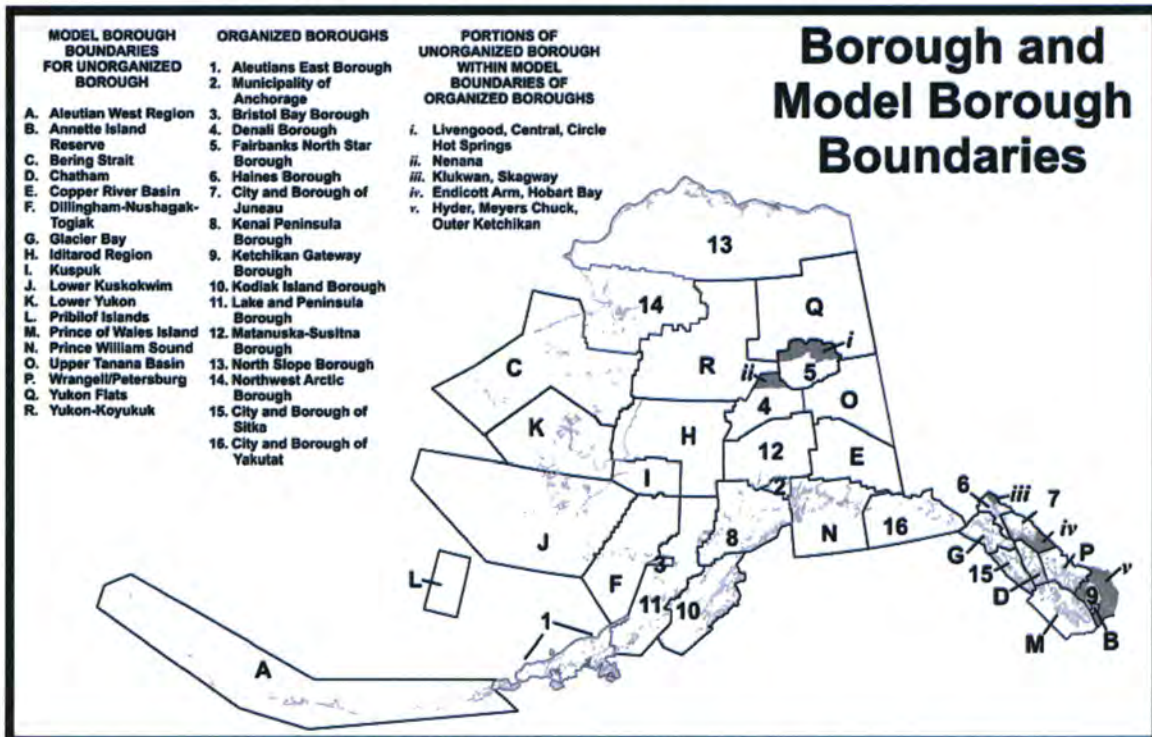 MODEL BOROUGH
BOUNDARIES
FOR UNORGANIZED
BOROUGH
A. Aleutian West Region
B. Annette Island
Reserve
C. Bering Strait
D. Chatham
E. Copper River Basin
F. Dillingham-Nushagak-
Togiak
G. Glacier Bay
H. Iditarod Region
I. Kuspuk
J. Lower Kuskokwim
K. Lower Yukon
L. Pribilof Islands
M. Prince of Wales Island
N. Prince William Sound
O. Upper Tanana Basin
P. Wrangell/Petersburg
Q. Yukon Flats
R. Yukon-Koyukuk
ORGANIZED BOROUGHS
1. Aleutians East Borough
2. Municipality of
Anchorage
3. Bristol Bay Borough
4. Denali Borough
5. Fairbanks North Star
Borough
6. Haines Borough
7. City and Borough of
Juneau
8. Kenai Peninsula
Borough
9. Ketchikan Gateway
Borough
10. Kodiak Island Borough
11. Lake and Peninsula
Borough
12. Matanuska-Susitna
Borough
13. North Slope Borough
14. Northwest Arctic
Borough
15. City and Borough of
Sitka
16. City and Borough of
Yakutat
PORTIONS OF
UNORGANIZED BOROUGH
WITHIN MODEL
BOUNDARIES OF
ORGANIZED BOROUGHS
i. Livengood, Central, Circle
Hot Springs
ii. Nenana
iii. Klukwan, Skagway
iv. Endicott Arm, Hobart Bay
v. Hyder, Meyers Chuck,
Outer Ketchikan
Borough and
Model Borough
Boundaries
13
14
Q
C
R
i
5
ii
4
O
K
H
12
E
I
2
6
iii
7
J
8
N
16
iv
G
P
L
F
3
15
v
D
9
11
10
1
M
B
A